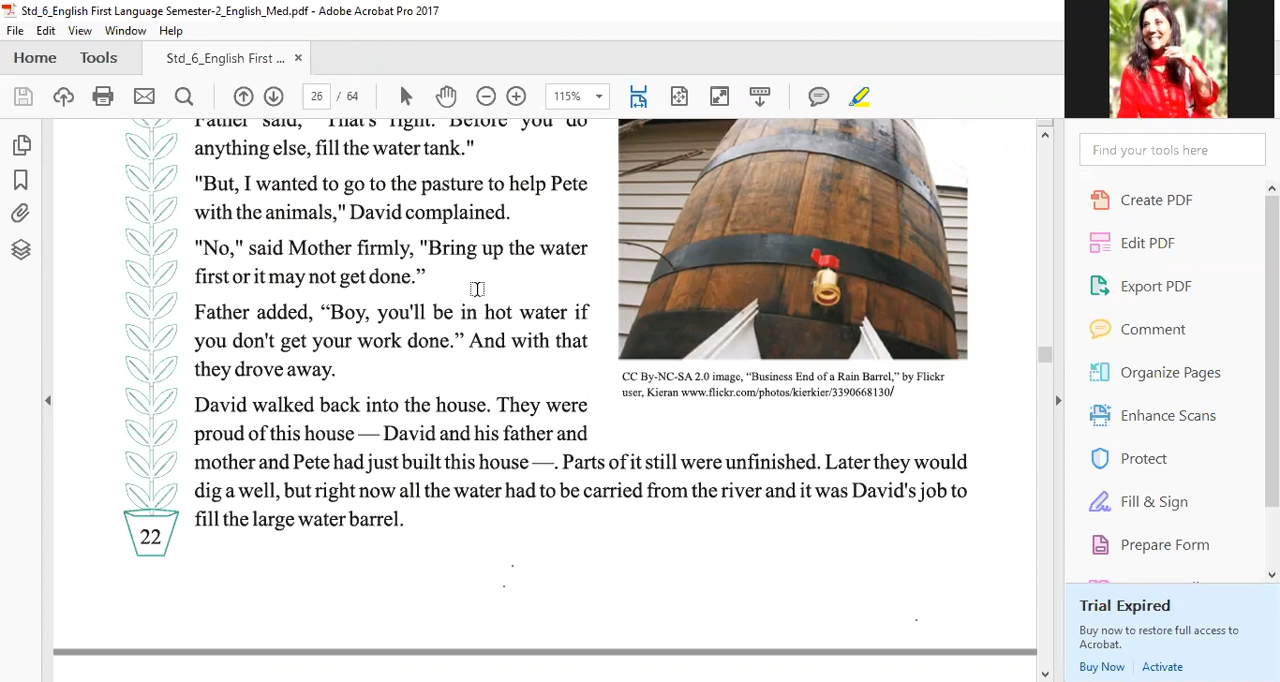 Std_6_English First Language Semester-2_English_Med.pdf - Adobe Acrobat Pro 2017
File Edit View Window Help
Home Tools Std_6_English First ... ×
26 / 64 115%
Find your tools here
Father said, "That's right. Before you do
anything else, fill the water tank."
"But, I wanted to go to the pasture to help Pete
with the animals," David complained.
"No," said Mother firmly. "Bring up the water
first or it may not get done.”
Father added, “Boy, you'll be in hot water if
you don't get your work done.” And with that
they drove away.
CC By-NC-SA 2.0 image, “Business End of a Rain Barrel,” by Flickr
user, Kieran www.flickr.com/photos/kierkier/3390668130/
David walked back into the house. They were
proud of this house — David and his father and
mother and Pete had just built this house —. Parts of it still were unfinished. Later they would
dig a well, but right now all the water had to be carried from the river and it was David's job to
fill the large water barrel.
22
Create PDF
Edit PDF
Export PDF
Comment
Organize Pages
Enhance Scans
Protect
Fill & Sign
Prepare Form
Trial Expired
Buy now to restore full access to
Acrobat.
Buy Now Activate